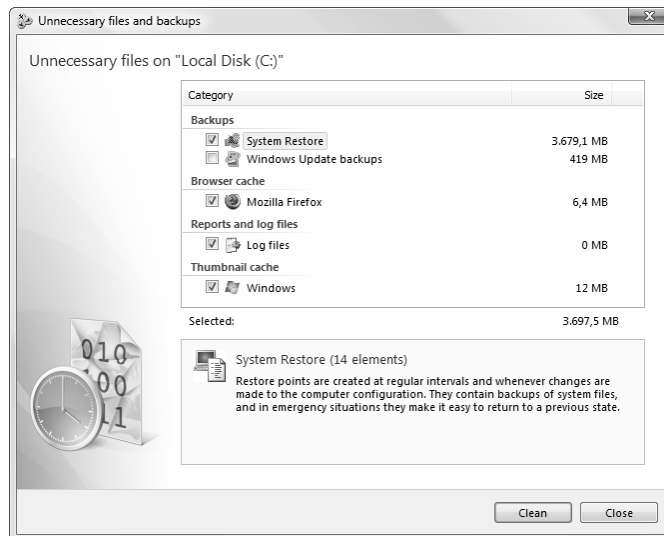 Unnecessary files and backups
Unnecessary files on "Local Disk (C:)"
Category Size
Backups
System Restore 3.679,1 MB
Windows Update backups 419 MB
Browser cache
Mozilla Firefox 6,4 MB
Reports and log files
Log files 0 MB
Thumbnail cache
Windows 12 MB
Selected: 3.697,5 MB
010
100
11
System Restore (14 elements)
Restore points are created at regular intervals and whenever changes are
made to the computer configuration. They contain backups of system files,
and in emergency situations they make it easy to return to a previous state.
Clean Close